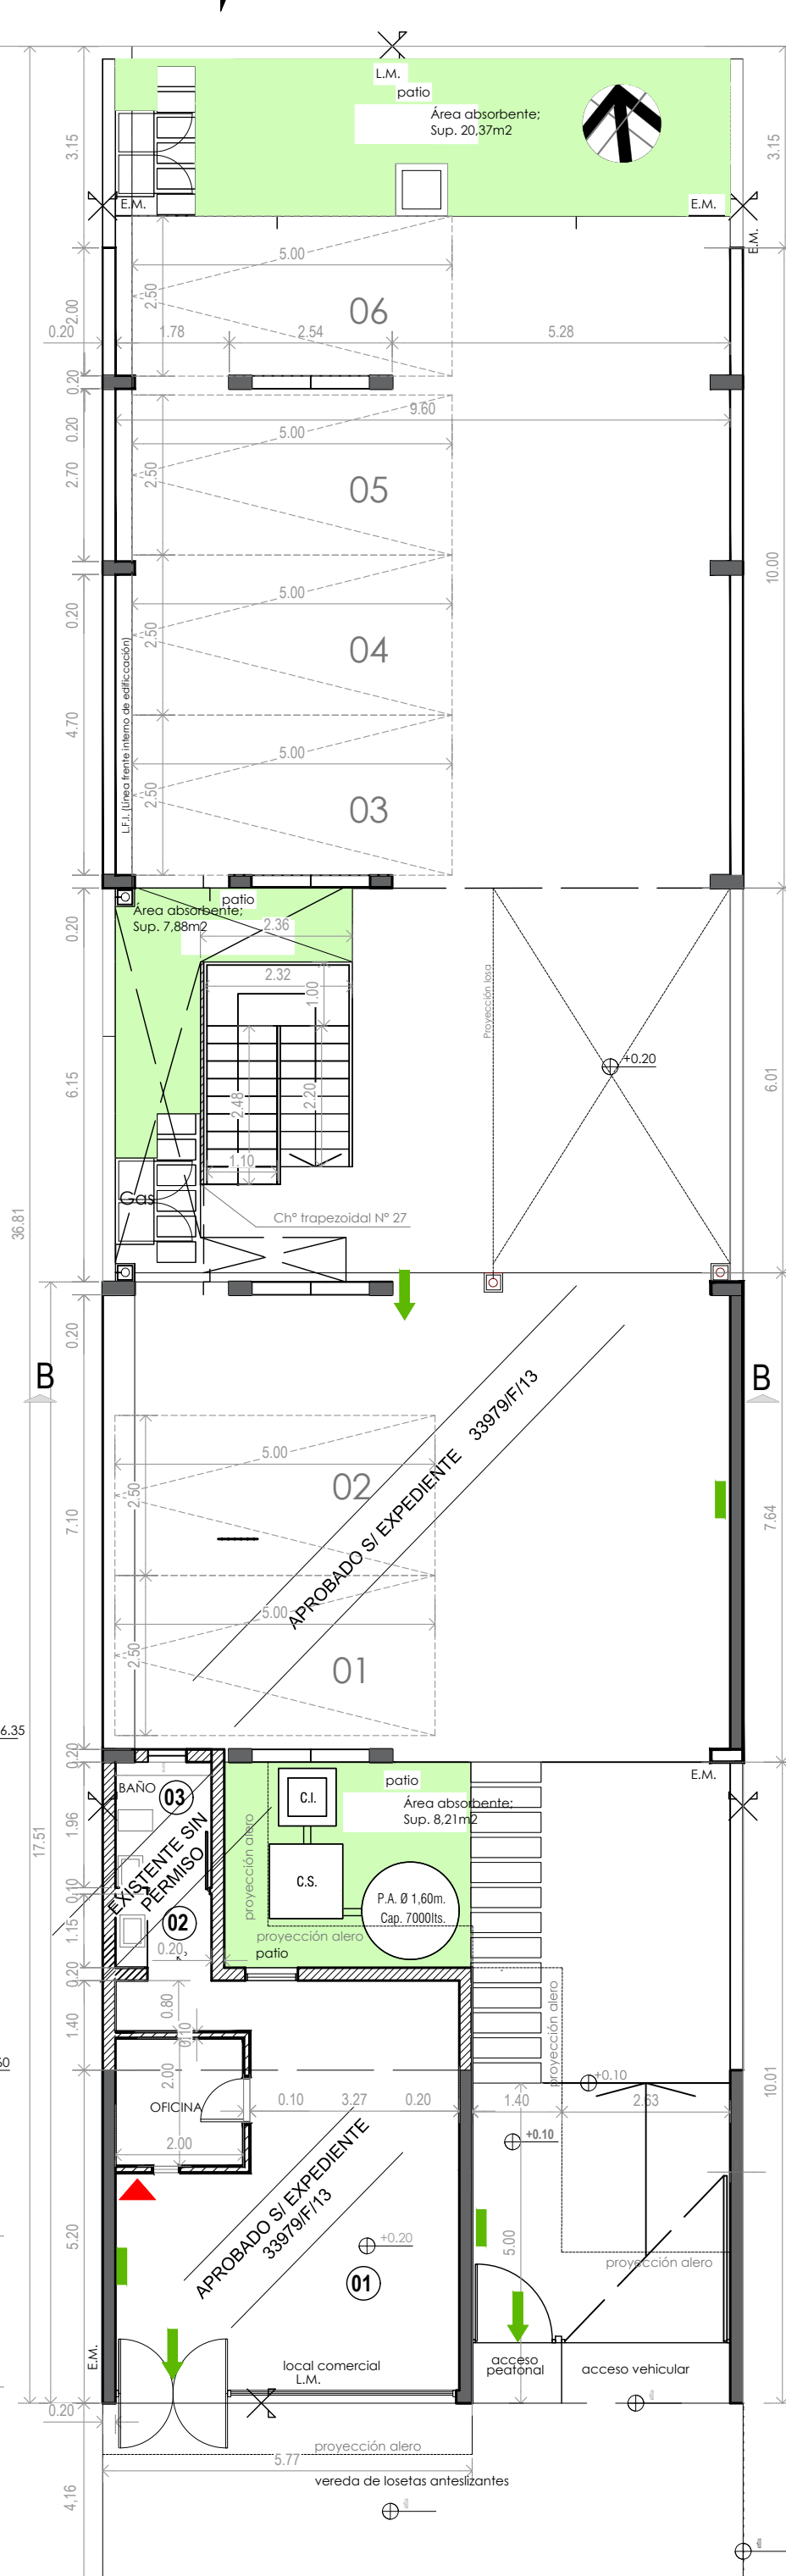 L.M.
patio
Área absorbente;
Sup. 20,37m2
3.15
3.15
E.M.
E.M.
E.M.
5.00
2.50
06
2.00
0.20
1.78
2.54
5.28
0.20
9.60
0.20
5.00
2.70
2.50
05
10.00
5.00
0.20
2.50
04
L.F.I. (Línea frente interno de edificcación)
4.70
5.00
2.50
03
patio
Área absorbente;
Sup. 7,88m2
0.20
2.36
2.32
1.00
Proyección losa
+0.20
6.15
2.48
2.20
6.01
1.10
Gas
Chº trapezoidal Nº 27
36.81
0.20
B
B
APROBADO S/ EXPEDIENTE 33979/F/13
5.00
02
2.50
7.10
7.64
5.00
2.50
01
6.35
0.20
patio
E.M.
BAÑO
03
C.I.
Área absorbente;
Sup. 8,21m2
1.96
EXISTENTE SIN
PERMISO
proyección alero
17.51
C.S.
P.A. Ø 1,60m.
Cap. 7000lts.
0.10
02
1.15
proyección alero
0.20
patio
0.20
0.80
proyección alero
1.40
0.10
60
+0.10
2.00
10.01
OFICINA
0.10
3.27
0.20
1.40
2.63
+0.10
2.00
APROBADO S/ EXPEDIENTE
33979/F/13
5.20
+0.20
5.00
proyección alero
01
E.M.
local comercial
L.M.
acceso
peatonal
acceso vehicular
0.20
proyección alero
5.77
vereda de losetas anteslizantes
4,16